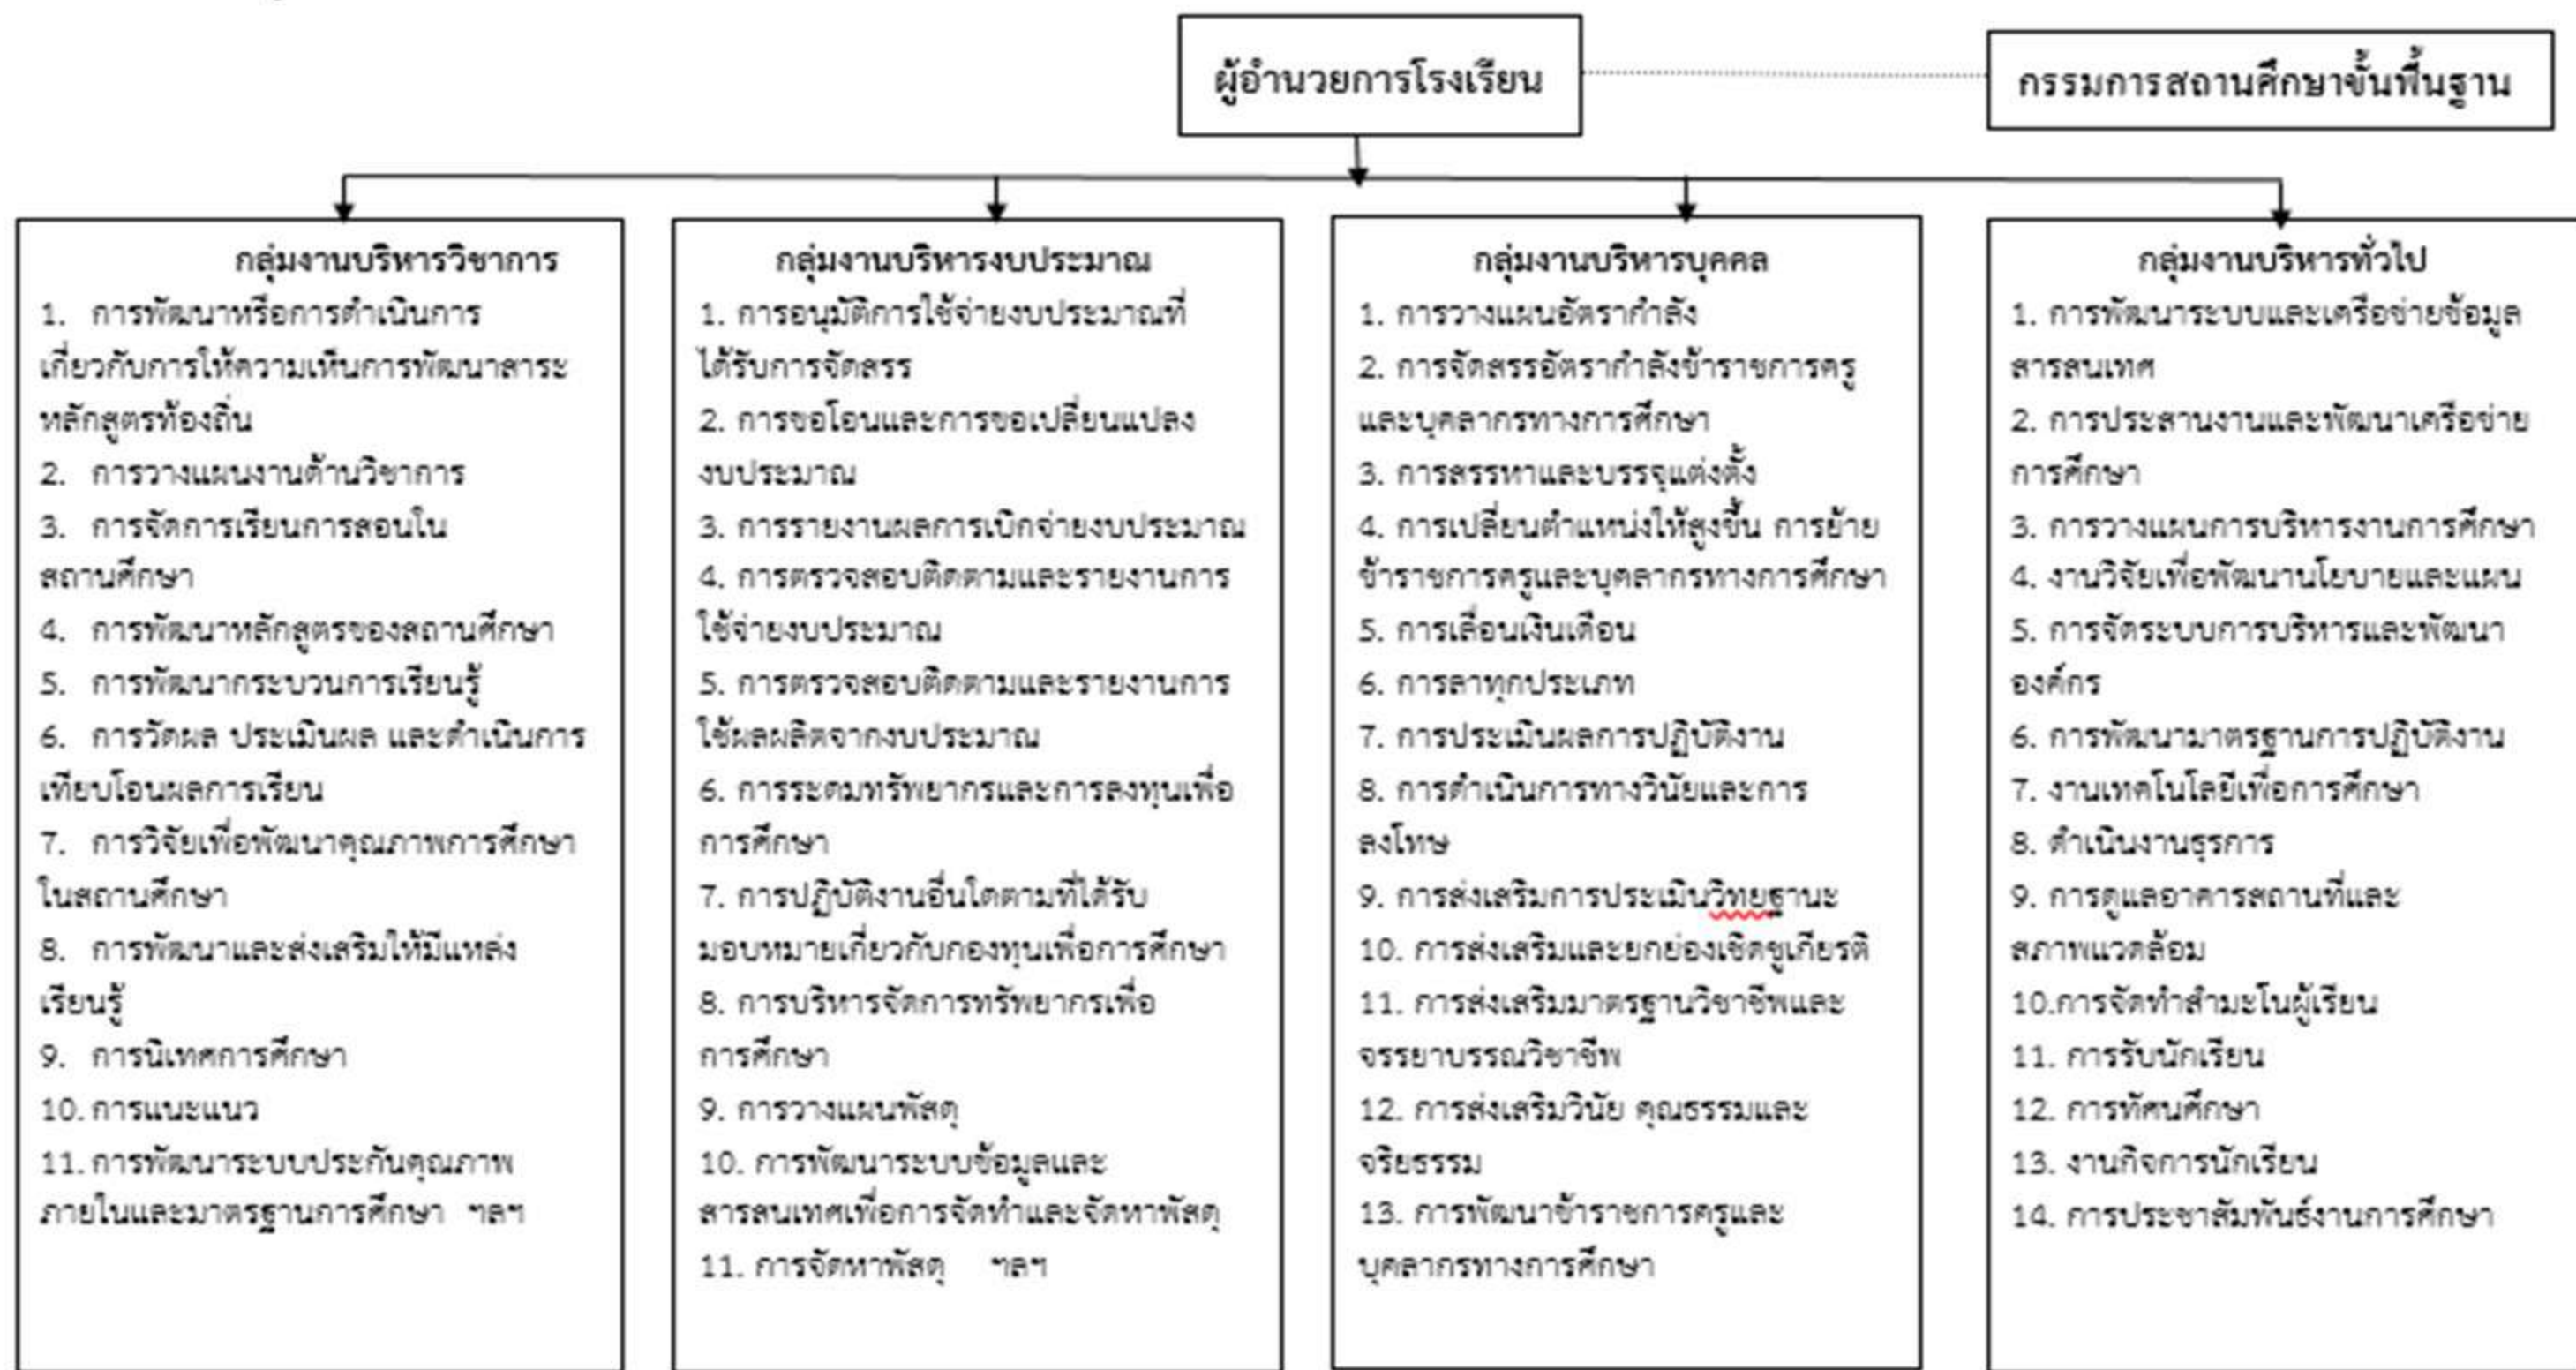 ผู้อำนวยการโรงเรียน
กรรมการสถานศึกษาขั้นพื้นฐาน
กลุ่มงานบริหารวิชาการ
1. การพัฒนาหรือการดำเนินการ
เกี่ยวกับการให้ความเห็นการพัฒนาสาระ
หลักสูตรท้องถิ่น
2. การวางแผนงานด้านวิชาการ
3. การจัดการเรียนการสอนใน
สถานศึกษา
4. การพัฒนาหลักสูตรของสถานศึกษา
5. การพัฒนากระบวนการเรียนรู้
6. การวัดผล ประเมินผล และดำเนินการ
เทียบโอนผลการเรียน
7. การวิจัยเพื่อพัฒนาคุณภาพการศึกษา
ในสถานศึกษา
8. การพัฒนาและส่งเสริมให้มีแหล่ง
เรียนรู้
9. การนิเทศการศึกษา
10. การแนะแนว
11. การพัฒนาระบบประกันคุณภาพ
ภายในและมาตรฐานการศึกษา ฯลฯ
กลุ่มงานบริหารงบประมาณ
1. การอนุมัติการใช้จ่ายงบประมาณที่
ได้รับการจัดสรร
2. การขอโอนและการขอเปลี่ยนแปลง
งบประมาณ
3. การรายงานผลการเบิกจ่ายงบประมาณ
4. การตรวจสอบติดตามและรายงานการ
ใช้จ่ายงบประมาณ
5. การตรวจสอบติดตามและรายงานการ
ใช้ผลผลิตจากงบประมาณ
6. การระดมทรัพยากรและการลงทุนเพื่อ
การศึกษา
7. การปฏิบัติงานอื่นใดตามที่ได้รับ
มอบหมายเกี่ยวกับกองทุนเพื่อการศึกษา
8. การบริหารจัดการทรัพยากรเพื่อ
การศึกษา
9. การวางแผนพัสดุ
10. การพัฒนาระบบข้อมูลและ
สารสนเทศเพื่อการจัดทำและจัดหาพัสดุ
11. การจัดหาพัสดุ ฯลฯ
กลุ่มงานบริหารบุคคล
1. การวางแผนอัตรากำลัง
2. การจัดสรรอัตรากำลังข้าราชการครู
และบุคลากรทางการศึกษา
3. การสรรหาและบรรจุแต่งตั้ง
4. การเปลี่ยนตำแหน่งให้สูงขึ้น การย้าย
ข้าราชการครูและบุคลากรทางการศึกษา
5. การเลื่อนเงินเดือน
6. การลาทุกประเภท
7. การประเมินผลการปฏิบัติงาน
8. การดำเนินการทางวินัยและการ
ลงโทษ
9. การส่งเสริมการประเมินวิทยฐานะ
10. การส่งเสริมและยกย่องเชิดชูเกียรติ
11. การส่งเสริมมาตรฐานวิชาชีพและ
จรรยาบรรณวิชาชีพ
12. การส่งเสริมวินัย คุณธรรมและ
จริยธรรม
13. การพัฒนาข้าราชการครูและ
บุคลากรทางการศึกษา
กลุ่มงานบริหารทั่วไป
1. การพัฒนาระบบและเครือข่ายข้อมูล
สารสนเทศ
2. การประสานงานและพัฒนาเครือข่าย
การศึกษา
3. การวางแผนการบริหารงานการศึกษา
4. งานวิจัยเพื่อพัฒนานโยบายและแผน
5. การจัดระบบการบริหารและพัฒนา
องค์กร
6. การพัฒนามาตรฐานการปฏิบัติงาน
7. งานเทคโนโลยีเพื่อการศึกษา
8. ดำเนินงานธุรการ
9. การดูแลอาคารสถานที่และ
สภาพแวดล้อม
10.การจัดทำสำมะโนผู้เรียน
11. การรับนักเรียน
12. การทัศนศึกษา
13. งานกิจการนักเรียน
14. การประชาสัมพันธ์งานการศึกษา